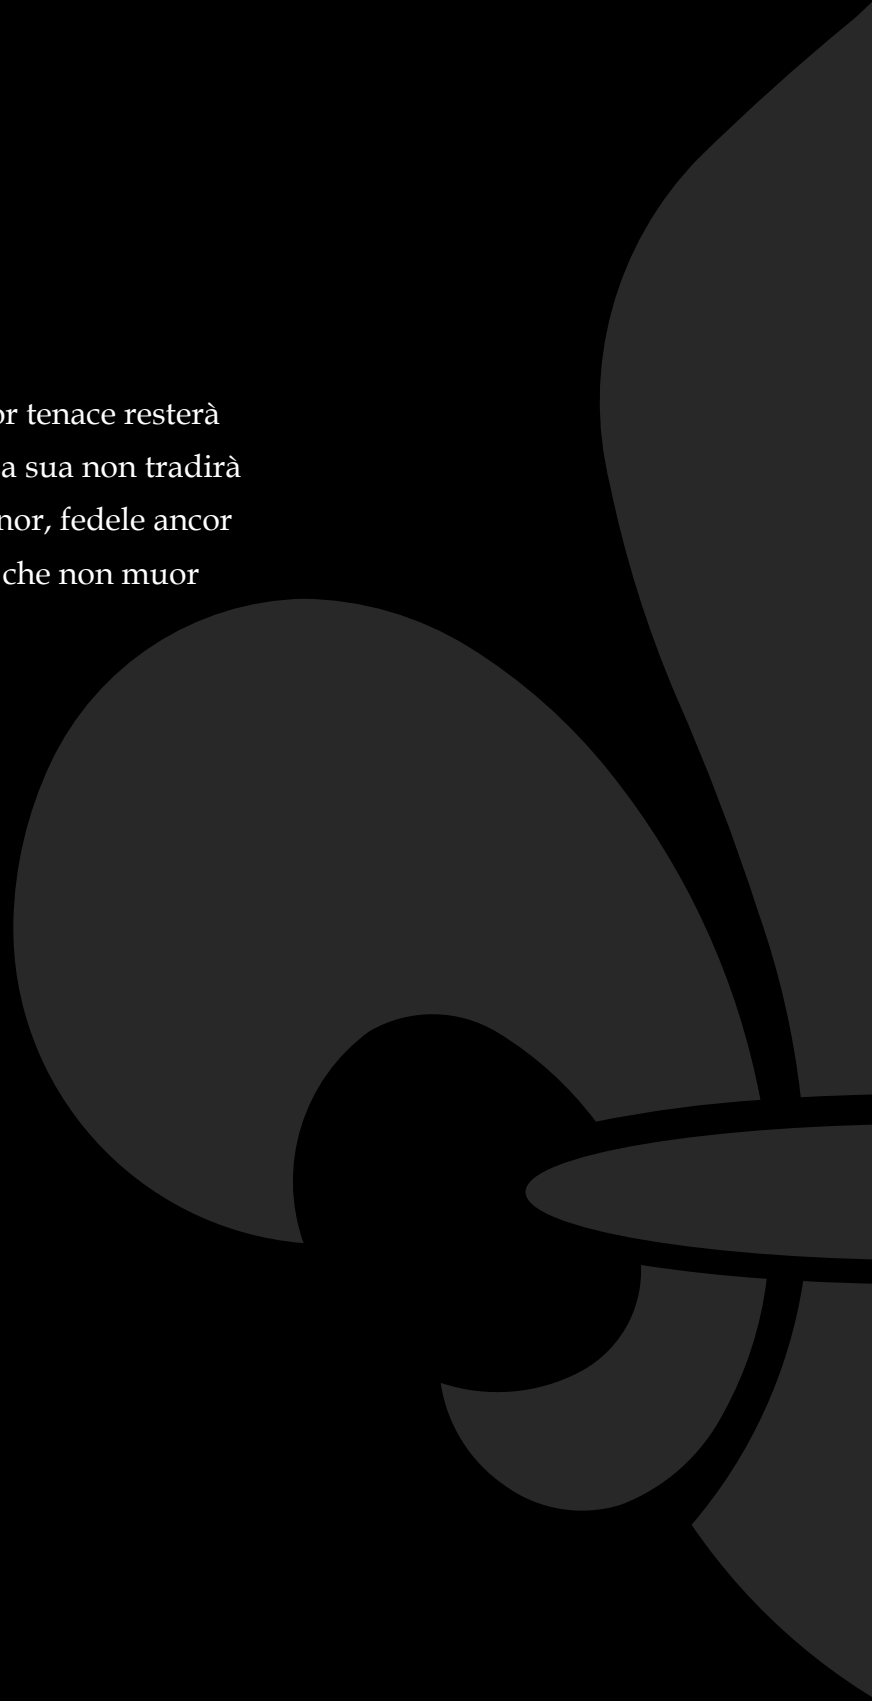 or tenace resterà
a sua non tradirà
nor, fedele ancor
che non muor